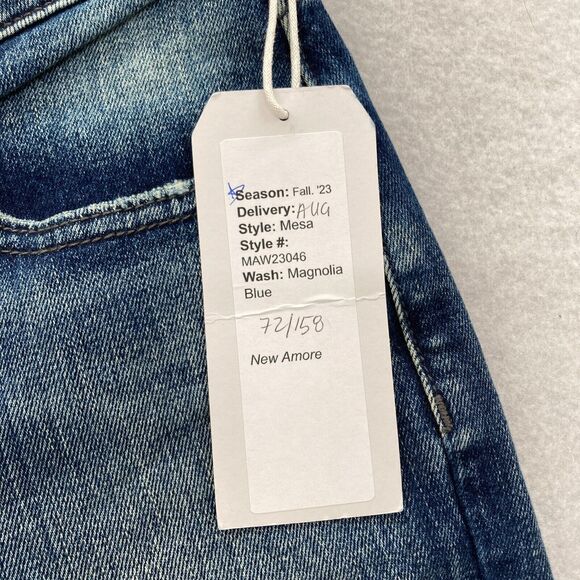 Season: Fall. '23
Delivery: AUG
Style: Mesa
Style #:
MAW23046
Wash: Magnolia
Blue
72/158
New Amore